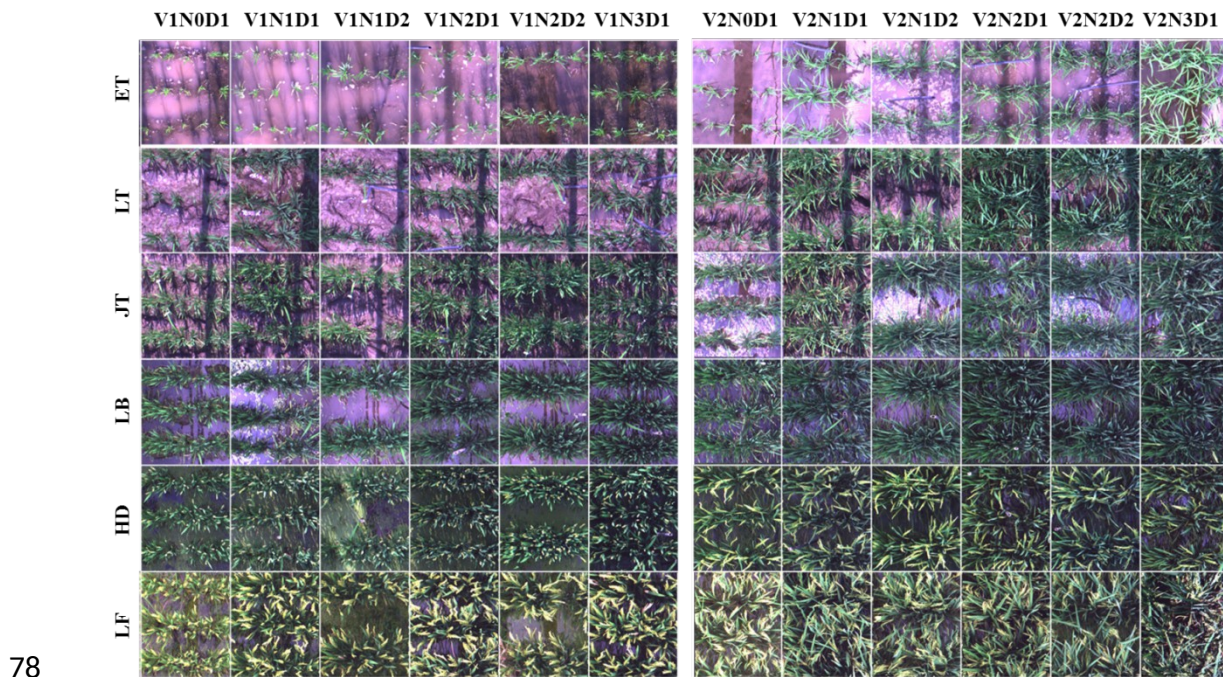 V1N0D1 V1N1D1 V1N1D2 V1N2D1 V1N2D2 V1N3D1 V2N0D1 V2N1D1 V2N1D2 V2N2D1 V2N2D2 V2N3D1
ET
LT
JT
LB
HD
LF
78